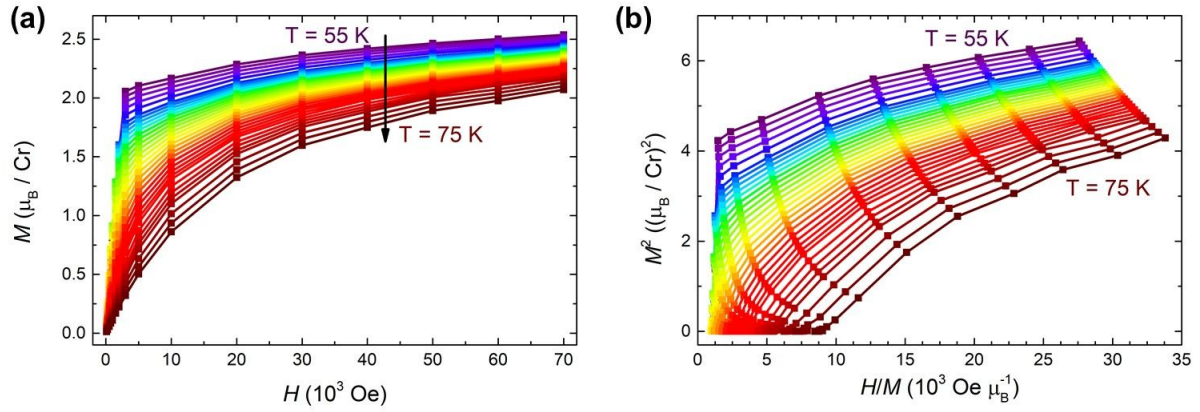 (a)
2.5
2.0
1.5
1.0
0.5
0.0
M (μB / Cr)
T = 55 K
T = 75 K
0 10 20 30 40 50 60 70
H (10³ Oe)
(b)
6
4
2
0
M² ((μB / Cr)²)
T = 55 K
T = 75 K
0 5 10 15 20 25 30 35
H/M (10³ Oe μB⁻¹)